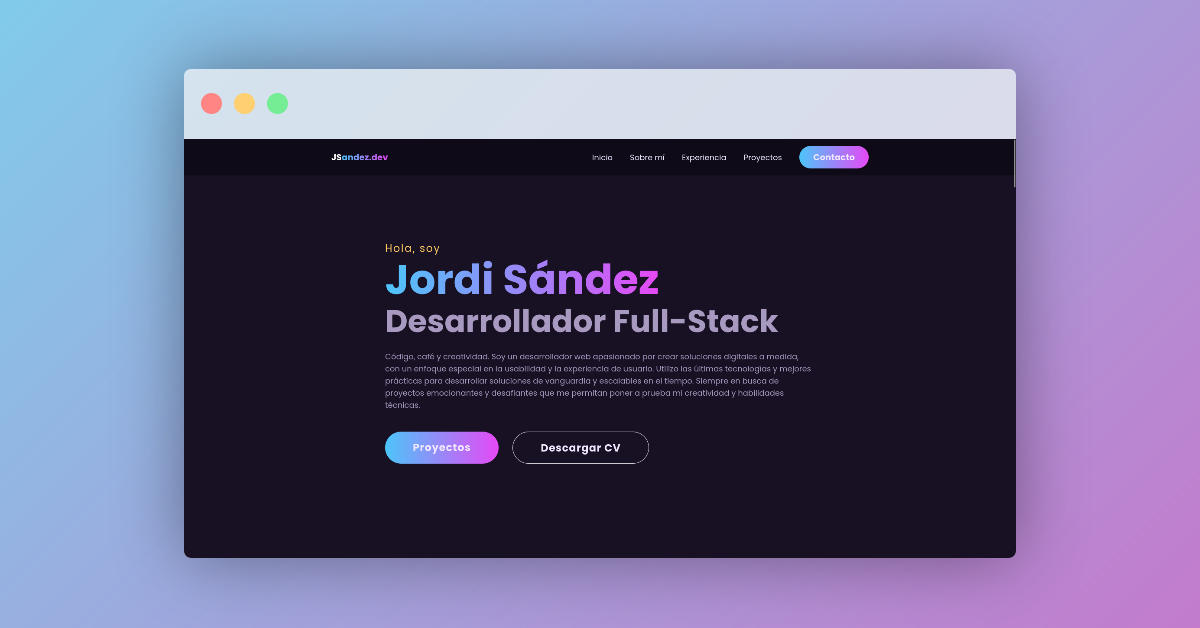 JSandez.dev
Inicio Sobre mí Experiencia Proyectos Contacto
Hola, soy
Jordi Sández
Desarrollador Full-Stack
Código, café y creatividad. Soy un desarrollador web apasionado por crear soluciones digitales a medida,
con un enfoque especial en la usabilidad y la experiencia de usuario. Utilizo las últimas tecnologías y mejores
prácticas para desarrollar soluciones de vanguardia y escalables en el tiempo. Siempre en busca de
proyectos emocionantes y desafiantes que me permitan poner a prueba mi creatividad y habilidades
técnicas.
Proyectos Descargar CV